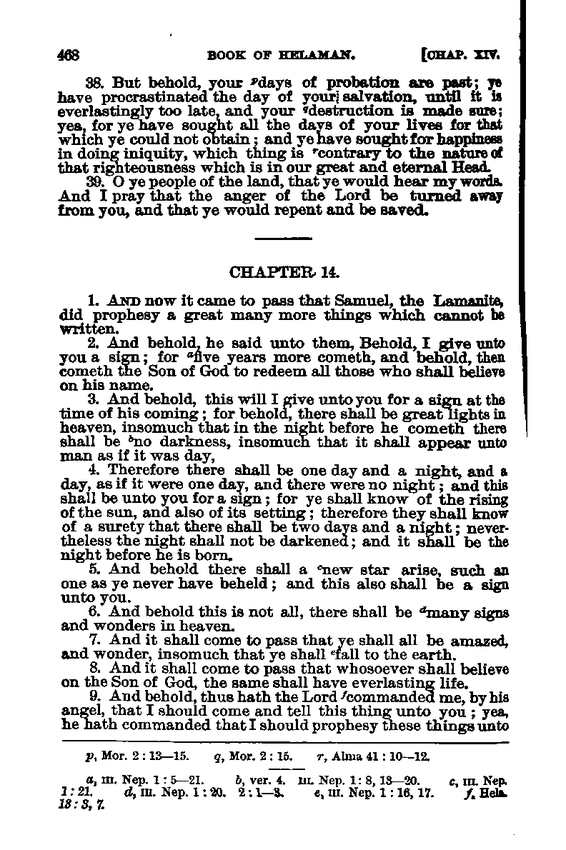 468 BOOK OF HELAMAN. [CHAP. XIV.
38. But behold, your pdays of probation are past; ye
have procrastinated the day of your salvation, until it is
everlastingly too late, and your qdestruction is made sure;
yea, for ye have sought all the days of your lives for that
which ye could not obtain; and ye have sought for happiness
in doing iniquity, which thing is rcontrary to the nature of
that righteousness which is in our great and eternal Head.
39. O ye people of the land, that ye would hear my words.
And I pray that the anger of the Lord be turned away
from you, and that ye would repent and be saved.
CHAPTER 14.
1. AND now it came to pass that Samuel, the Lamanite,
did prophesy a great many more things which cannot be
written.
2. And behold, he said unto them, Behold, I give unto
you a sign; for afive years more cometh, and behold, then
cometh the Son of God to redeem all those who shall believe
on his name.
3. And behold, this will I give unto you for a sign at the
time of his coming; for behold, there shall be great lights in
heaven, insomuch that in the night before he cometh there
shall be bno darkness, insomuch that it shall appear unto
man as if it was day,
4. Therefore there shall be one day and a night, and a
day, as if it were one day, and there were no night; and this
shall be unto you for a sign; for ye shall know of the rising
of the sun, and also of its setting; therefore they shall know
of a surety that there shall be two days and a night; never-
theless the night shall not be darkened; and it shall be the
night before he is born.
5. And behold there shall a cnew star arise, such an
one as ye never have beheld; and this also shall be a sign
unto you.
6. And behold this is not all, there shall be dmany signs
and wonders in heaven.
7. And it shall come to pass that ye shall all be amazed,
and wonder, insomuch that ye shall efall to the earth.
8. And it shall come to pass that whosoever shall believe
on the Son of God, the same shall have everlasting life.
9. And behold, thus hath the Lord fcommanded me, by his
angel, that I should come and tell this thing unto you; yea,
he hath commanded that I should prophesy these things unto
p, Mor. 2:13—15. q, Mor. 2:15. r, Alma 41:10—12.
a, III. Nep. 1:5—21. b, ver. 4. III. Nep. 1:8, 13—20. c, III. Nep.
1:21. d, III. Nep. 1:20. 2:1—3. e, III. Nep. 1:16, 17. f, Hela.
13:3, 7.